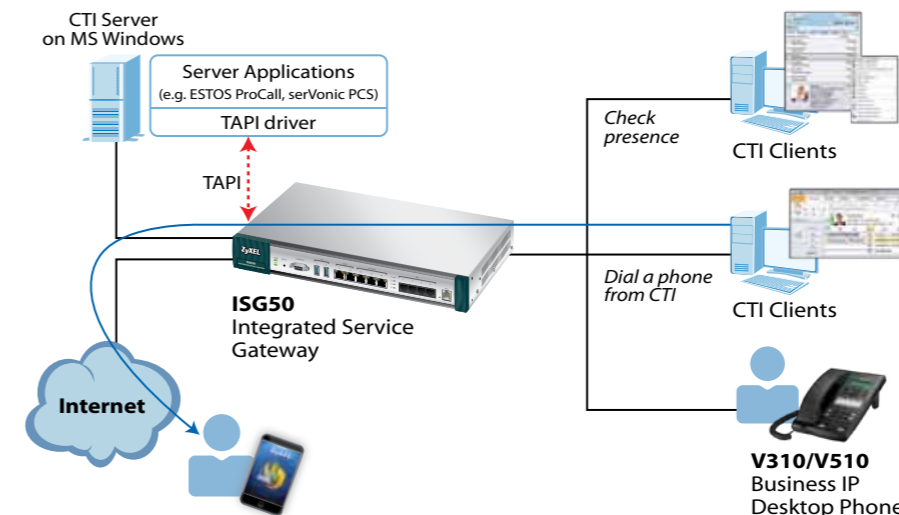 CTI Server
on MS Windows
Server Applications
(e.g. ESTOS ProCall, serVonic PCS)
TAPI driver
TAPI
ZyXEL
ISG50
Integrated Service
Gateway
Internet
Check
presence
CTI Clients
Dial a phone
from CTI
CTI Clients
V310/V510
Business IP
Desktop Phone